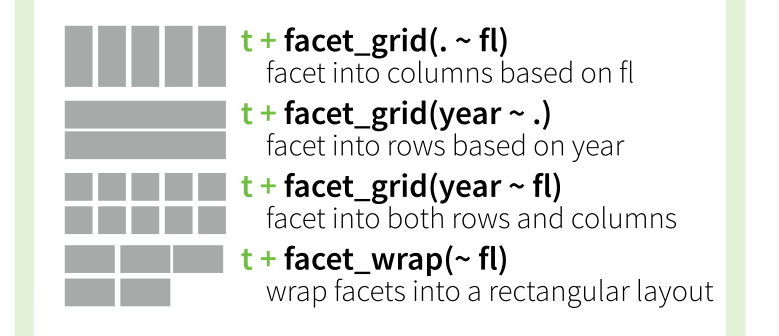 t + facet_grid(. ~ fl)
facet into columns based on fl
t + facet_grid(year ~ .)
facet into rows based on year
t + facet_grid(year ~ fl)
facet into both rows and columns
t + facet_wrap(~ fl)
wrap facets into a rectangular layout